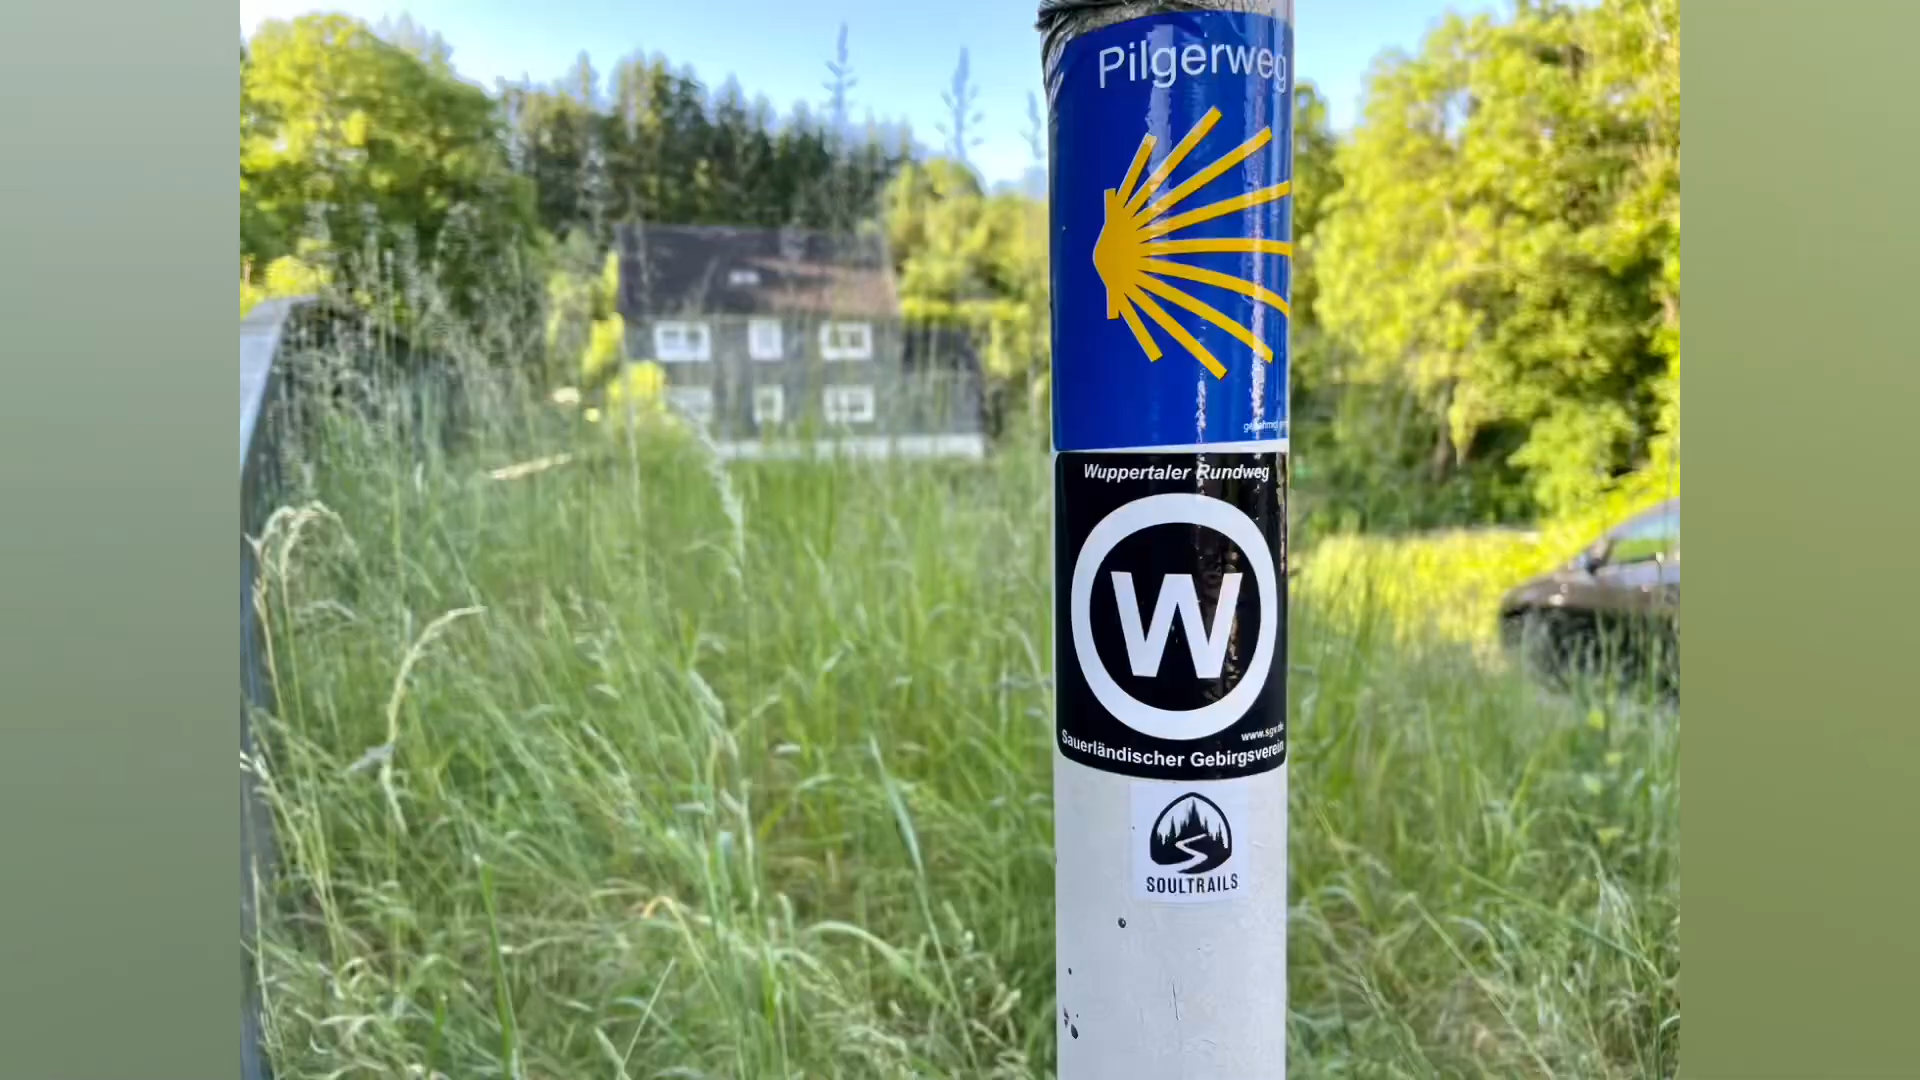 Pilgerweg
Wuppertaler Rundweg
W
www.sgv.de
Sauerländischer Gebirgsverein
SOULTRAILS